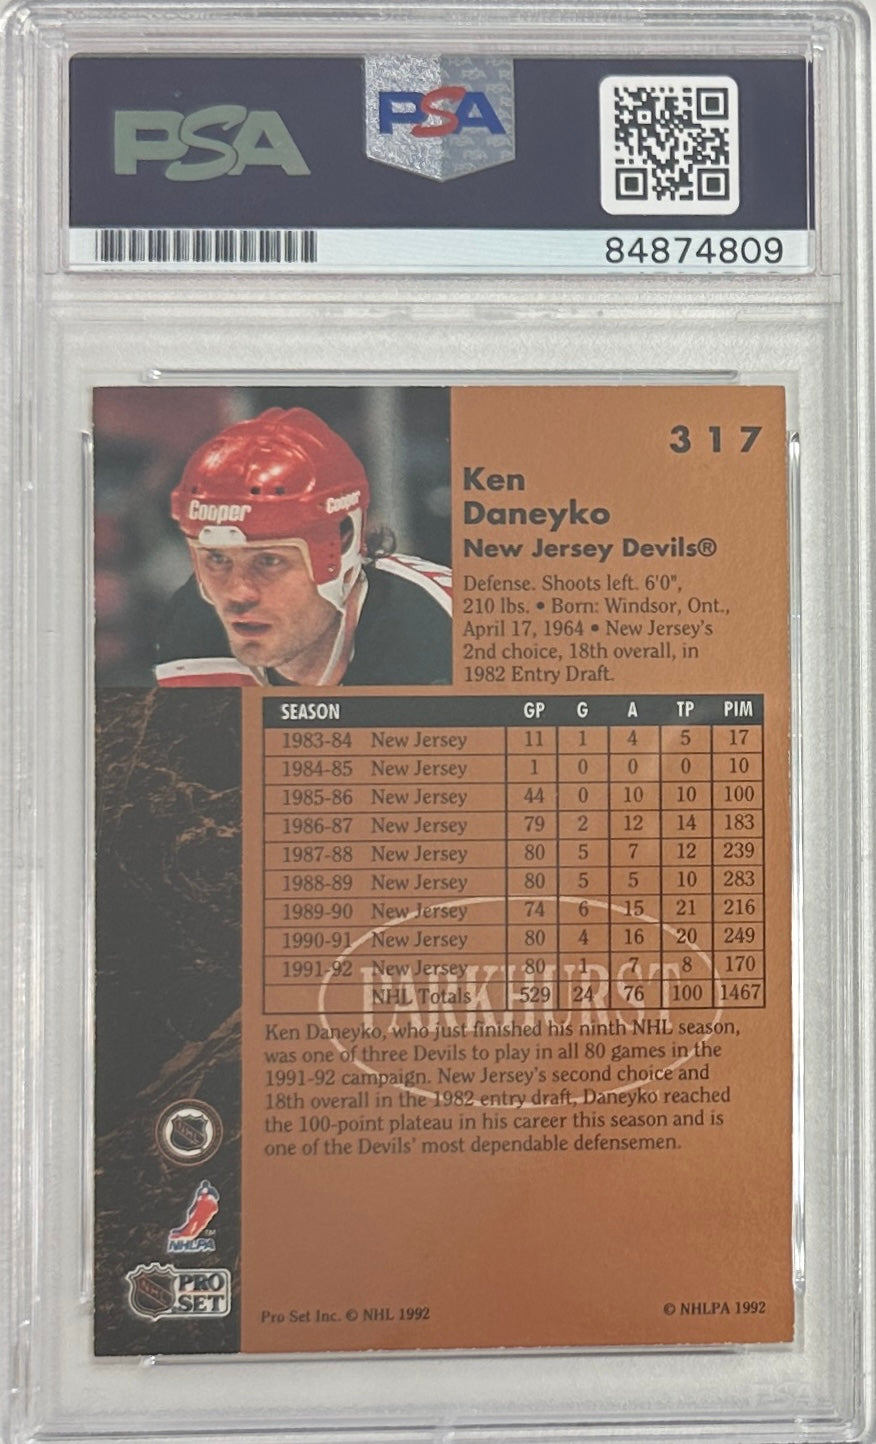 PSA
PSA
84874809
317
Cooper
Cooper
Ken
Daneyko
New Jersey Devils®
Defense. Shoots left. 6'0",
210 lbs. • Born: Windsor, Ont.,
April 17, 1964 • New Jersey's
2nd choice, 18th overall, in
1982 Entry Draft.
SEASON GP G A TP PIM
1983-84 New Jersey 11 1 4 5 17
1984-85 New Jersey 1 0 0 0 10
1985-86 New Jersey 44 0 10 10 100
1986-87 New Jersey 79 2 12 14 183
1987-88 New Jersey 80 5 7 12 239
1988-89 New Jersey 80 5 5 10 283
1989-90 New Jersey 74 6 15 21 216
1990-91 New Jersey 80 4 16 20 249
1991-92 New Jersey 80 1 7 8 170
NHL Totals 529 24 76 100 1467
PARKHURST
Ken Daneyko, who just finished his ninth NHL season,
was one of three Devils to play in all 80 games in the
1991-92 campaign. New Jersey's second choice and
18th overall in the 1982 entry draft, Daneyko reached
the 100-point plateau in his career this season and is
one of the Devils' most dependable defensemen.
NHL
NHLPA™
NHL PRO
SET
Pro Set Inc. © NHL 1992
© NHLPA 1992
PSA